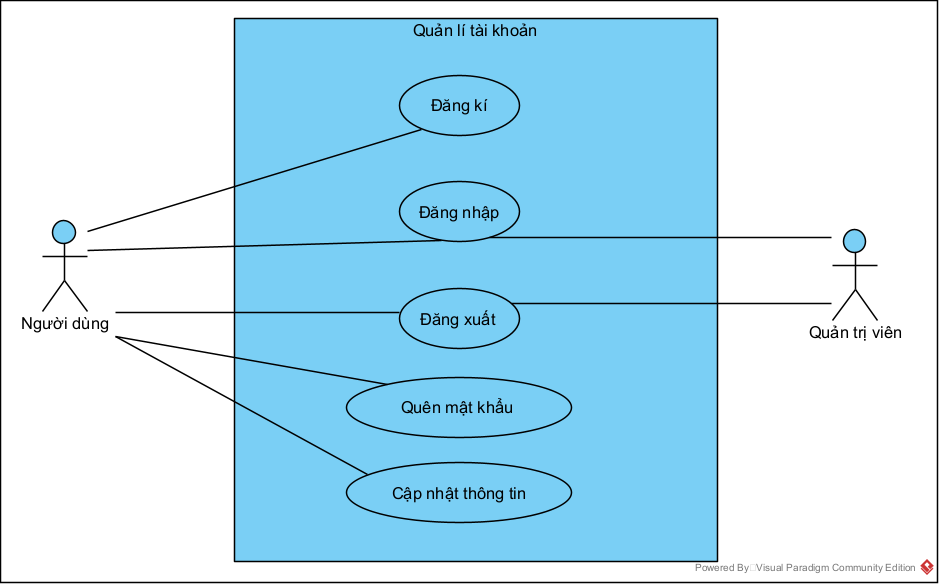 Quản lí tài khoản
Đăng kí
Đăng nhập
Đăng xuất
Người dùng
Quản trị viên
Quên mật khẩu
Cập nhật thông tin
Powered By Visual Paradigm Community Edition